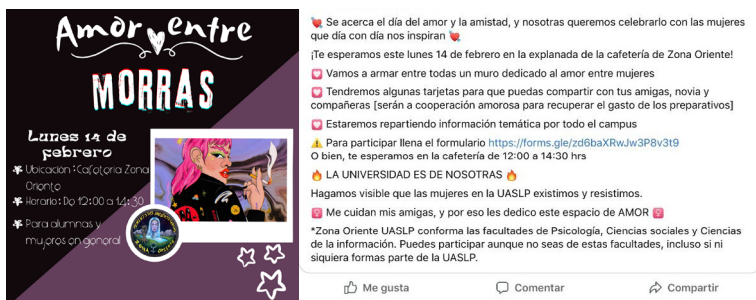 Amor entre
MORRAS
Lunes 14 de
febrero
Ubicación :Cafetería Zona
Oriente
Horario: De 12:00 a 14:30
Para alumnas y
mujeres en general
💘 Se acerca el día del amor y la amistad, y nosotras queremos celebrarlo con las mujeres
que día con día nos inspiran 💘
¡Te esperamos este lunes 14 de febrero en la explanada de la cafetería de Zona Oriente!
💟 Vamos a armar entre todas un muro dedicado al amor entre mujeres
💟 Tendremos algunas tarjetas para que puedas compartir con tus amigas, novia y
compañeras [serán a cooperación amorosa para recuperar el gasto de los preparativos]
💟 Estaremos repartiendo información temática por todo el campus
⚠️ Para participar llena el formulario https://forms.gle/zd6baXRwJw3P8v3t9
O bien, te esperamos en la cafetería de 12:00 a 14:30 hrs
🔥 LA UNIVERSIDAD ES DE NOSOTRAS 🔥
Hagamos visible que las mujeres en la UASLP existimos y resistimos.
🚺 Me cuidan mis amigas, y por eso les dedico este espacio de AMOR 🚺
*Zona Oriente UASLP conforma las facultades de Psicología, Ciencias sociales y Ciencias
de la información. Puedes participar aunque no seas de estas facultades, incluso si ni
siquiera formas parte de la UASLP.
Me gusta
Comentar
Compartir